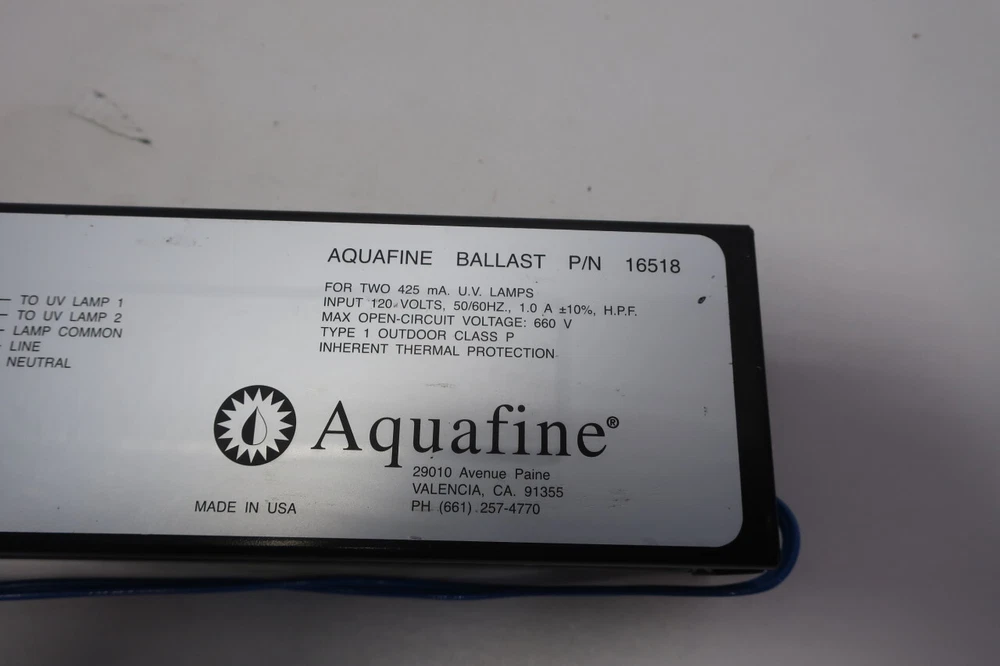 AQUAFINE BALLAST P/N 16518
FOR TWO 425 mA. U.V. LAMPS
INPUT 120 VOLTS, 50/60HZ., 1.0 A ±10%, H.P.F.
MAX OPEN-CIRCUIT VOLTAGE: 660 V
TYPE 1 OUTDOOR CLASS P
INHERENT THERMAL PROTECTION
TO UV LAMP 1
TO UV LAMP 2
LAMP COMMON
LINE
NEUTRAL
Aquafine®
29010 Avenue Paine
VALENCIA, CA. 91355
PH (661) 257-4770
MADE IN USA